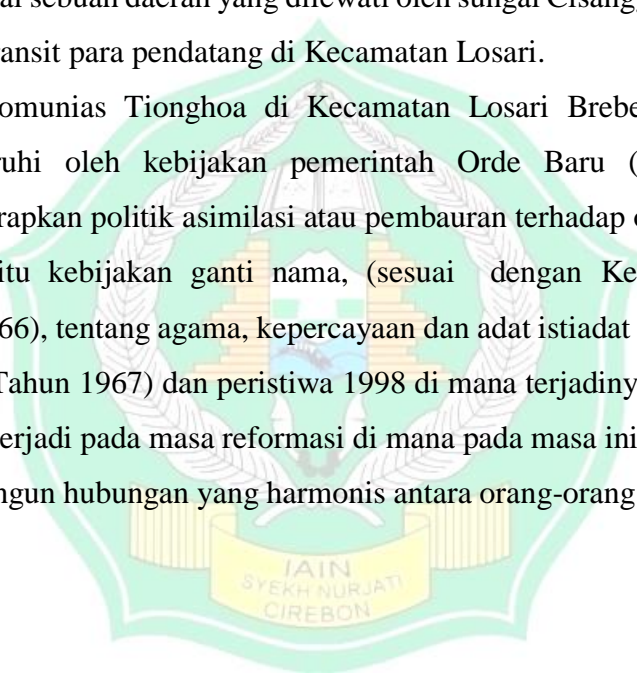 sebuah daerah yang dilewati oleh sungai
transit para pendatang di Kecamatan Losari.
omunias Tionghoa di Kecamatan Losari Brebe
ruhi oleh kebijakan pemerintah Orde Baru (
rapkan politik asimilasi atau pembauran terhadap
itu kebijakan ganti nama, (sesuai dengan Ke
66), tentang agama, kepercayaan dan adat istiadat
Tahun 1967) dan peristiwa 1998 di mana terjadiny
erjadi pada masa reformasi di mana pada masa ini
ngun hubungan yang harmonis antara orang-orang
IAIN
SYEKH NURJATI
CIREBON